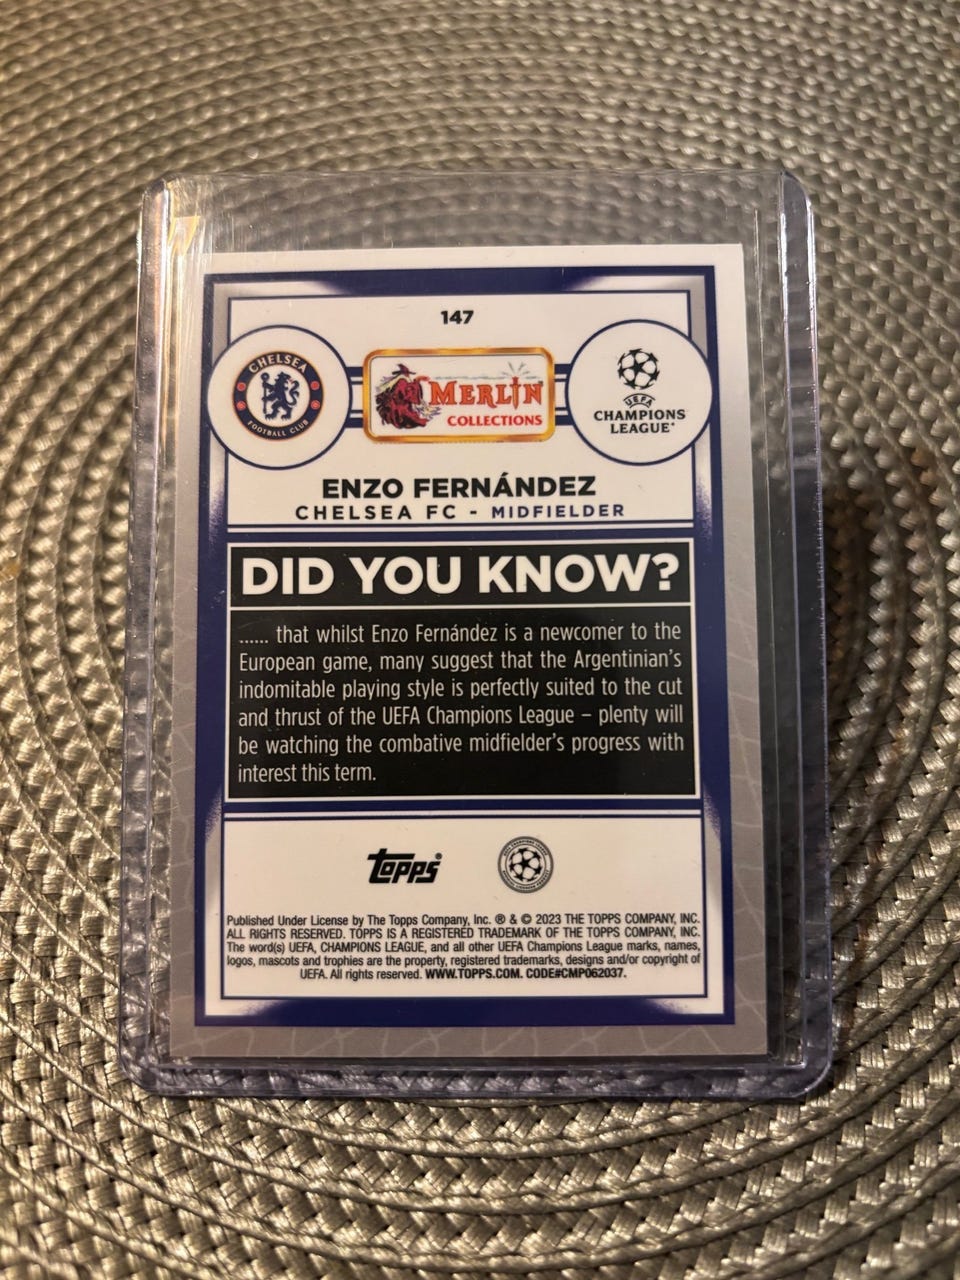 147
CHELSEA
FOOTBALL CLUB
MERLIN
COLLECTIONS
UEFA
CHAMPIONS
LEAGUE
ENZO FERNÁNDEZ
CHELSEA FC - MIDFIELDER
DID YOU KNOW?
...... that whilst Enzo Fernández is a newcomer to the
European game, many suggest that the Argentinian's
indomitable playing style is perfectly suited to the cut
and thrust of the UEFA Champions League – plenty will
be watching the combative midfielder's progress with
interest this term.
topps®
Published Under License by The Topps Company, Inc. ® & © 2023 THE TOPPS COMPANY, INC.
ALL RIGHTS RESERVED. TOPPS IS A REGISTERED TRADEMARK OF THE TOPPS COMPANY, INC.
The word(s) UEFA, CHAMPIONS LEAGUE, and all other UEFA Champions League marks, names,
logos, mascots and trophies are the property, registered trademarks, designs and/or copyright of
UEFA. All rights reserved. WWW.TOPPS.COM. CODE#CMP062037.